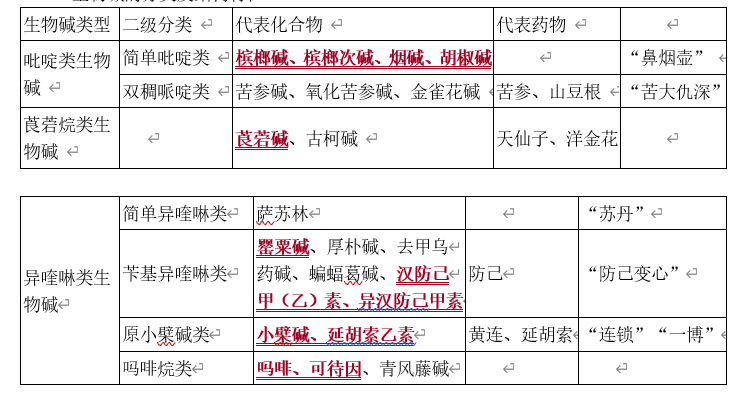 生物碱类型 二级分类 代表化合物 代表药物
吡啶类生物碱 简单吡啶类 槟榔碱、槟榔次碱、烟碱、胡椒碱 “鼻烟壶”
双稠哌啶类 苦参碱、氧化苦参碱、金雀花碱 苦参、山豆根 “苦大仇深”
莨菪烷类生物碱 莨菪碱、古柯碱 天仙子、洋金花
异喹啉类生物碱 简单异喹啉类 萨苏林 “苏丹”
苄基异喹啉类 罂粟碱、厚朴碱、去甲乌
药碱、蝙蝠葛碱、汉防己 防己 “防己变心”
甲（乙）素、异汉防己甲素
原小檗碱类 小檗碱、延胡索乙素 黄连、延胡索 “连锁”“一博”
吗啡烷类 吗啡、可待因、青风藤碱